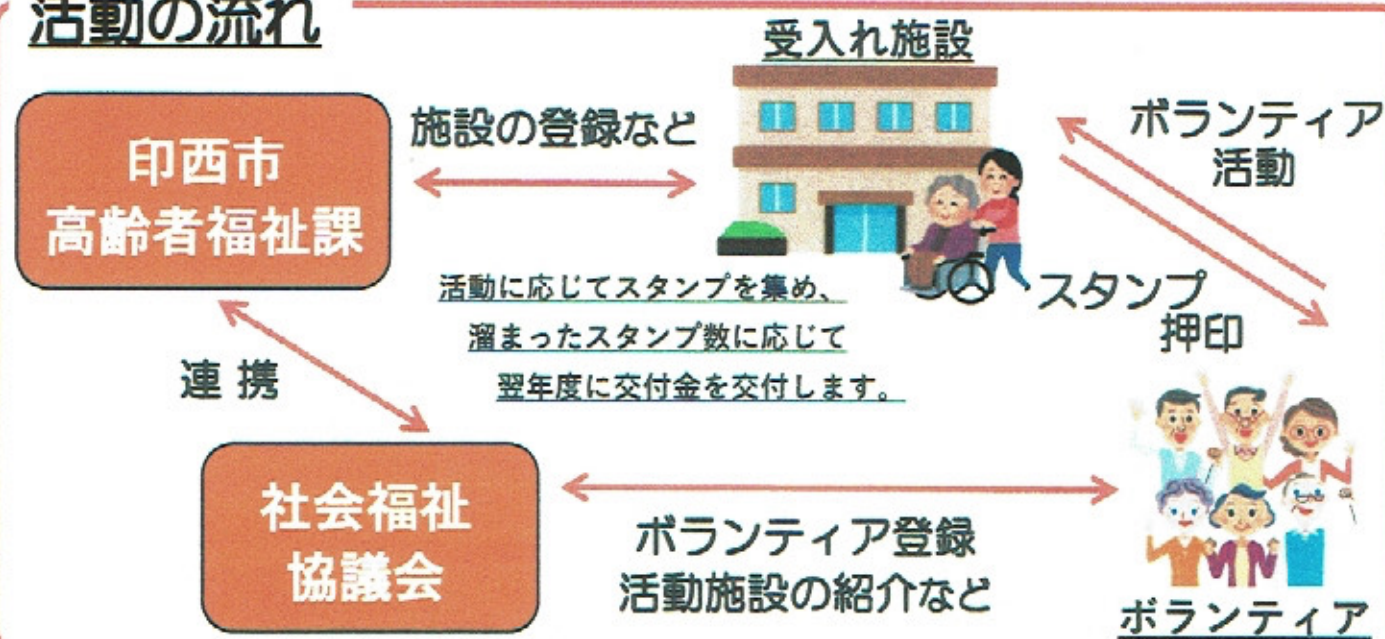 活動の流れ
受入れ施設
印西市
高齢者福祉課
施設の登録など
ボランティア
活動
活動に応じてスタンプを集め、
溜まったスタンプ数に応じて
翌年度に交付金を交付します。
スタンプ
押印
連携
社会福祉
協議会
ボランティア登録
活動施設の紹介など
ボランティア